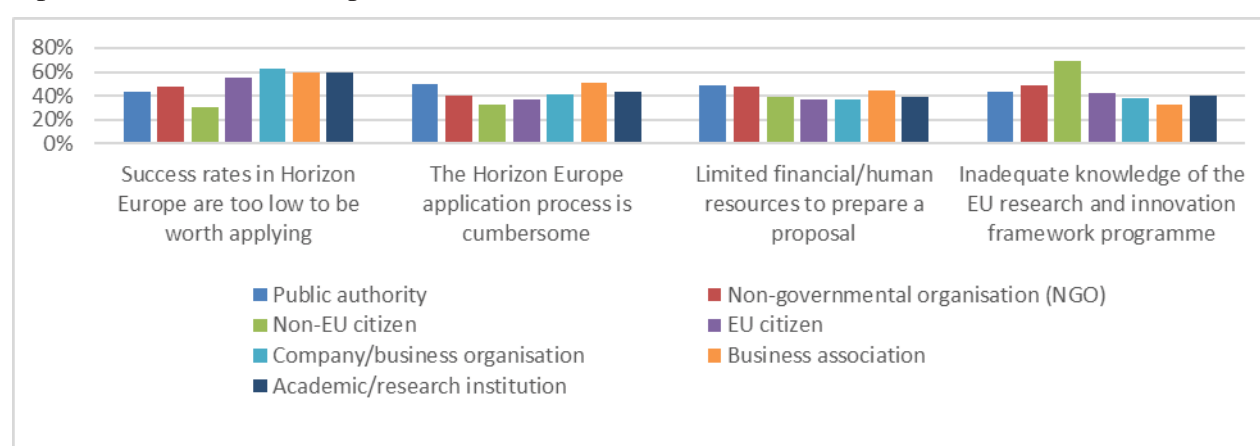 80%
60%
40%
20%
0%
Success rates in Horizon
Europe are too low to be
worth applying
The Horizon Europe
application process is
cumbersome
Limited financial/human
resources to prepare a
proposal
Inadequate knowledge of the
EU research and innovation
framework programme
Public authority
Non-governmental organisation (NGO)
Non-EU citizen
EU citizen
Company/business organisation
Business association
Academic/research institution